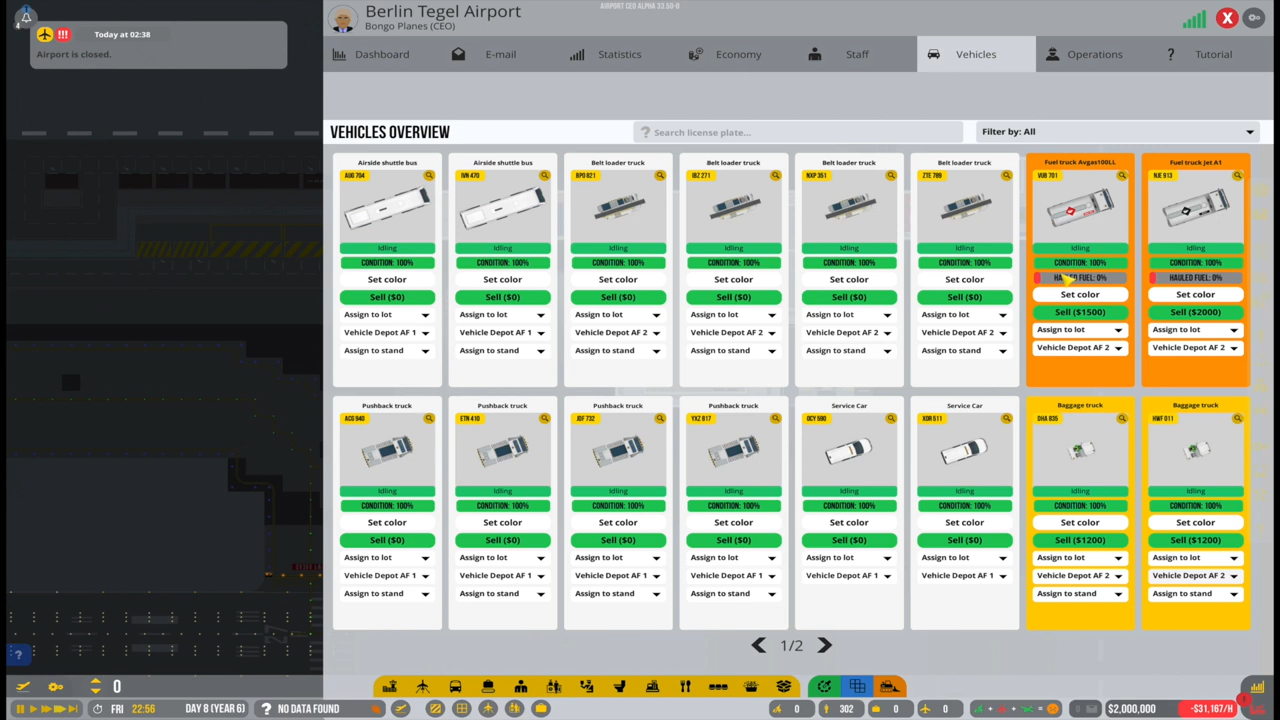 AIRPORT CEO ALPHA 33.50-0
4
!!!
Today at 02:38
Airport is closed.
Berlin Tegel Airport
Bongo Planes (CEO)
X
Dashboard
E-mail
Statistics
Economy
Staff
Vehicles
Operations
? Tutorial
VEHICLES OVERVIEW
? Search license plate...
Filter by: All
Airside shuttle bus
Airside shuttle bus
Belt loader truck
Belt loader truck
Belt loader truck
Belt loader truck
Fuel truck Avgas100LL
Fuel truck Jet A1
AUG 704
IVN 470
BPD 821
IBZ 271
NXP 351
ZTE 789
VUB 701
NJE 913
Idling
Idling
Idling
Idling
Idling
Idling
Idling
Idling
CONDITION: 100%
CONDITION: 100%
CONDITION: 100%
CONDITION: 100%
CONDITION: 100%
CONDITION: 100%
CONDITION: 100%
CONDITION: 100%
HAULED FUEL: 0%
HAULED FUEL: 0%
Set color
Set color
Set color
Set color
Set color
Set color
Set color
Set color
Sell ($0)
Sell ($0)
Sell ($0)
Sell ($0)
Sell ($0)
Sell ($0)
Sell ($1500)
Sell ($2000)
Assign to lot
Assign to lot
Assign to lot
Assign to lot
Assign to lot
Assign to lot
Assign to lot
Assign to lot
Vehicle Depot AF 1
Vehicle Depot AF 1
Vehicle Depot AF 2
Vehicle Depot AF 2
Vehicle Depot AF 2
Vehicle Depot AF 2
Vehicle Depot AF 2
Vehicle Depot AF 2
Assign to stand
Assign to stand
Assign to stand
Assign to stand
Assign to stand
Assign to stand
Pushback truck
Pushback truck
Pushback truck
Pushback truck
Service Car
Service Car
Baggage truck
Baggage truck
ACG 940
ETN 410
JDF 732
YXZ 817
OCY 590
XOR 511
DHA 835
HWF 011
Idling
Idling
Idling
Idling
Idling
Idling
Idling
Idling
CONDITION: 100%
CONDITION: 100%
CONDITION: 100%
CONDITION: 100%
CONDITION: 100%
CONDITION: 100%
CONDITION: 100%
CONDITION: 100%
Set color
Set color
Set color
Set color
Set color
Set color
Set color
Set color
Sell ($0)
Sell ($0)
Sell ($0)
Sell ($0)
Sell ($0)
Sell ($0)
Sell ($1200)
Sell ($1200)
Assign to lot
Assign to lot
Assign to lot
Assign to lot
Assign to lot
Assign to lot
Assign to lot
Assign to lot
Vehicle Depot AF 1
Vehicle Depot AF 1
Vehicle Depot AF 1
Vehicle Depot AF 1
Vehicle Depot AF 1
Vehicle Depot AF 1
Vehicle Depot AF 2
Vehicle Depot AF 2
Assign to stand
Assign to stand
Assign to stand
Assign to stand
Assign to stand
Assign to stand
1/2
?
0
FRI 22:56 DAY 8 (YEAR 6)
? NO DATA FOUND
0
302
0
0
$2,000,000
-$31,167/H